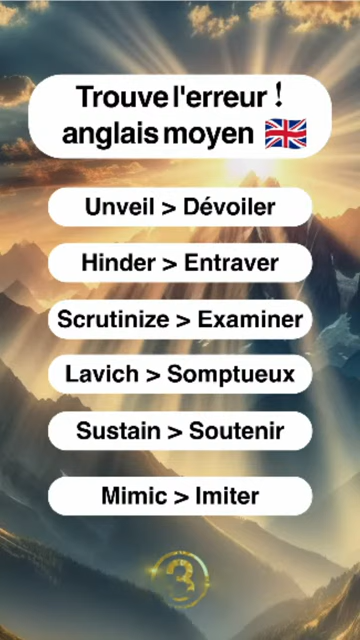 Trouve l'erreur !
anglais moyen
Unveil > Dévoiler
Hinder > Entraver
Scrutinize > Examiner
Lavich > Somptueux
Sustain > Soutenir
Mimic > Imiter
3